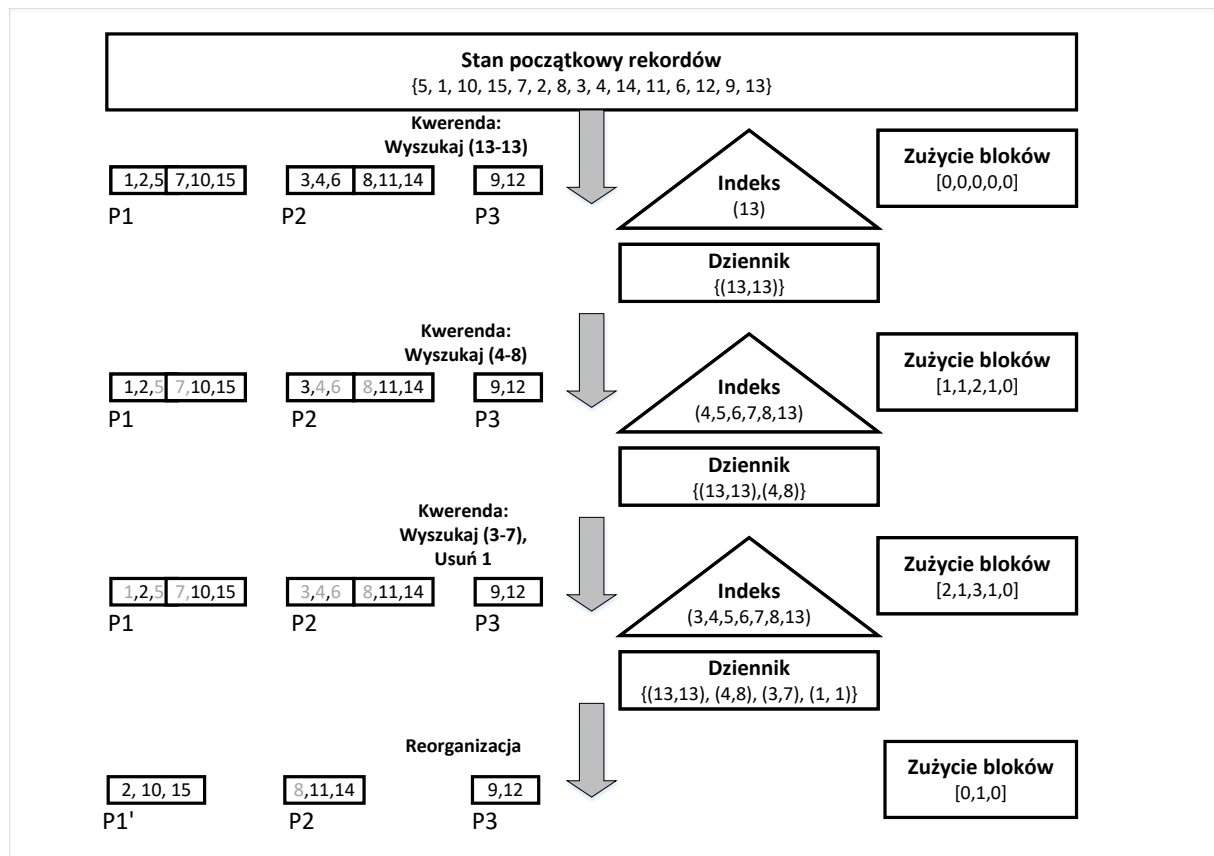 Stan początkowy rekordów
{5, 1, 10, 15, 7, 2, 8, 3, 4, 14, 11, 6, 12, 9, 13}
Kwerenda:
Wyszukaj (13-13)
1,2,5 7,10,15 3,4,6 8,11,14 9,12
P1 P2 P3
Indeks
(13)
Dziennik
{(13,13)}
Zużycie bloków
[0,0,0,0,0]
Kwerenda:
Wyszukaj (4-8)
1,2,5 7,10,15 3,4,6 8,11,14 9,12
P1 P2 P3
Indeks
(4,5,6,7,8,13)
Dziennik
{(13,13),(4,8)}
Zużycie bloków
[1,1,2,1,0]
Kwerenda:
Wyszukaj (3-7),
Usuń 1
1,2,5 7,10,15 3,4,6 8,11,14 9,12
P1 P2 P3
Indeks
(3,4,5,6,7,8,13)
Dziennik
{(13,13), (4,8), (3,7), (1, 1)}
Zużycie bloków
[2,1,3,1,0]
Reorganizacja
2, 10, 15 8,11,14 9,12
P1' P2 P3
Zużycie bloków
[0,1,0]